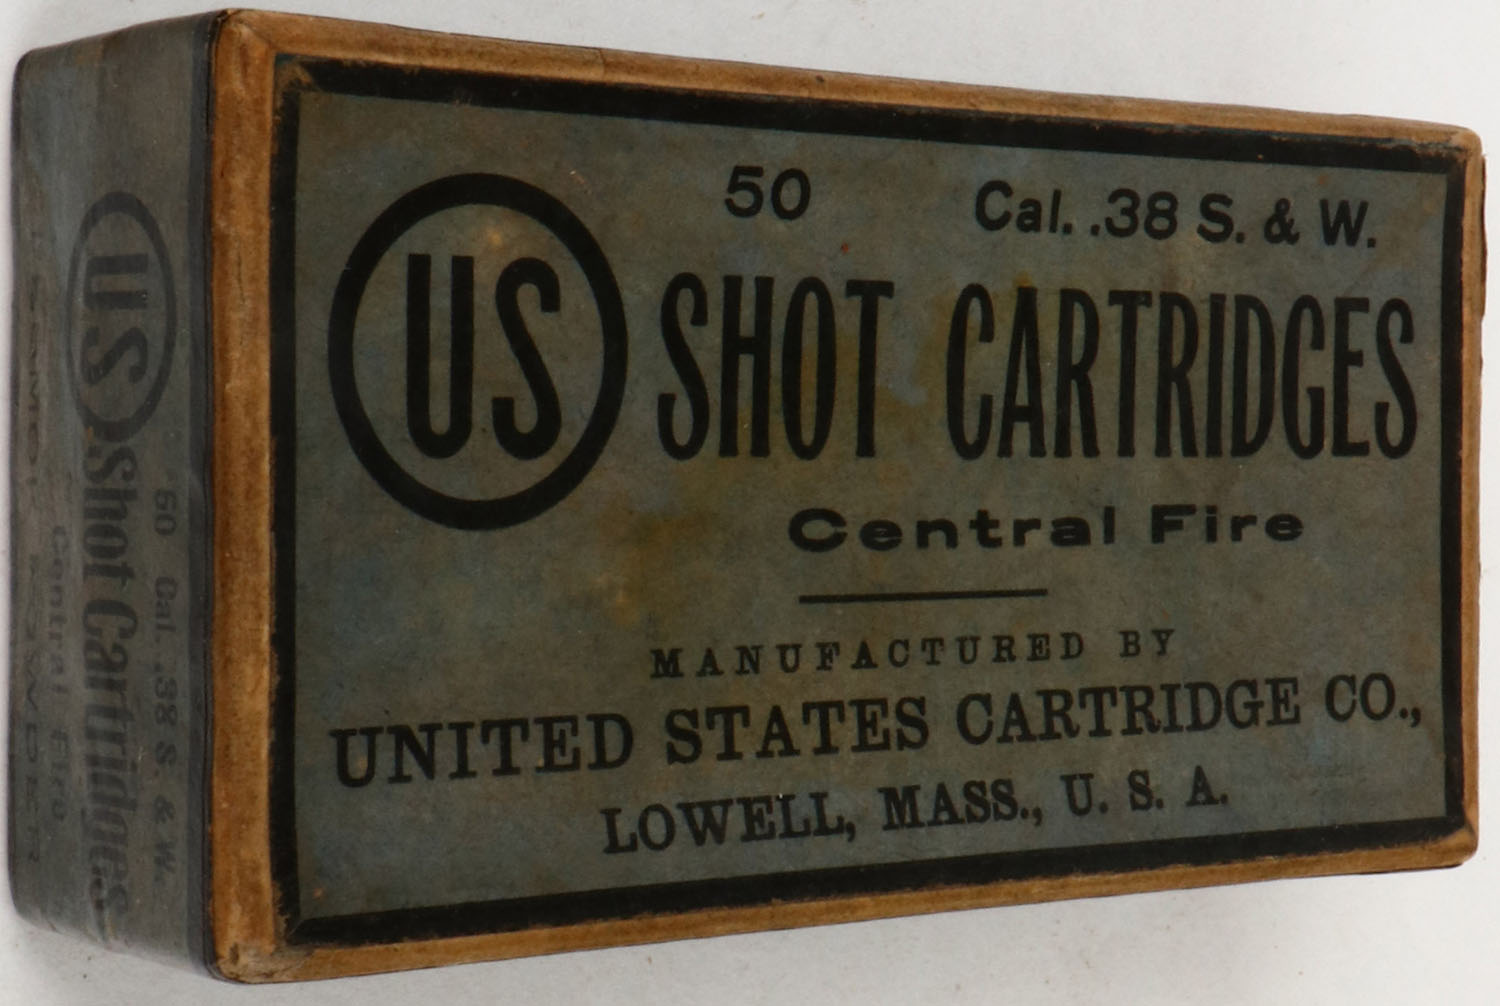 50 Cal. .38 S. & W.
US SHOT CARTRIDGES
Central Fire
MANUFACTURED BY
UNITED STATES CARTRIDGE CO.,
LOWELL, MASS., U. S. A.
50 Cal. .38 S. & W.
US Shot Cartridges
Central Fire
POWDER